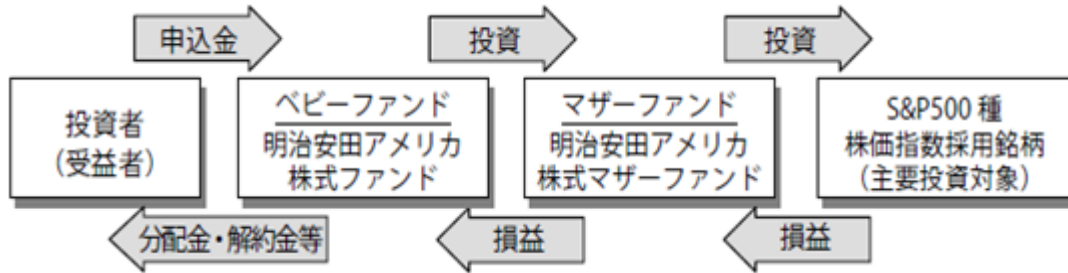 申込金
投資
投資
投資者
(受益者)
ベビーファンド
明治安田アメリカ
株式ファンド
マザーファンド
明治安田アメリカ
株式マザーファンド
S&P500 種
株価指数採用銘柄
(主要投資対象)
分配金・解約金等
損益
損益